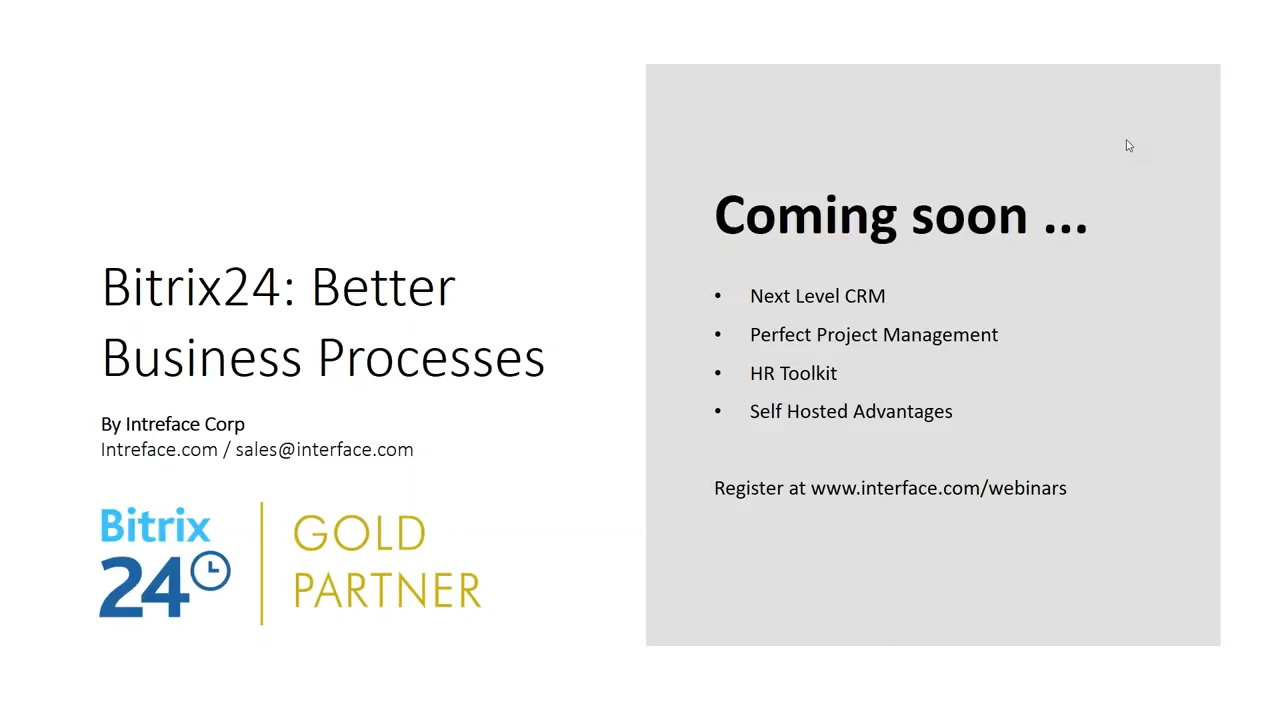 Bitrix24: Better
Business Processes
By Intreface Corp
Intreface.com / sales@interface.com
Bitrix
24
GOLD
PARTNER
Coming soon ...
• Next Level CRM
• Perfect Project Management
• HR Toolkit
• Self Hosted Advantages
Register at www.interface.com/webinars